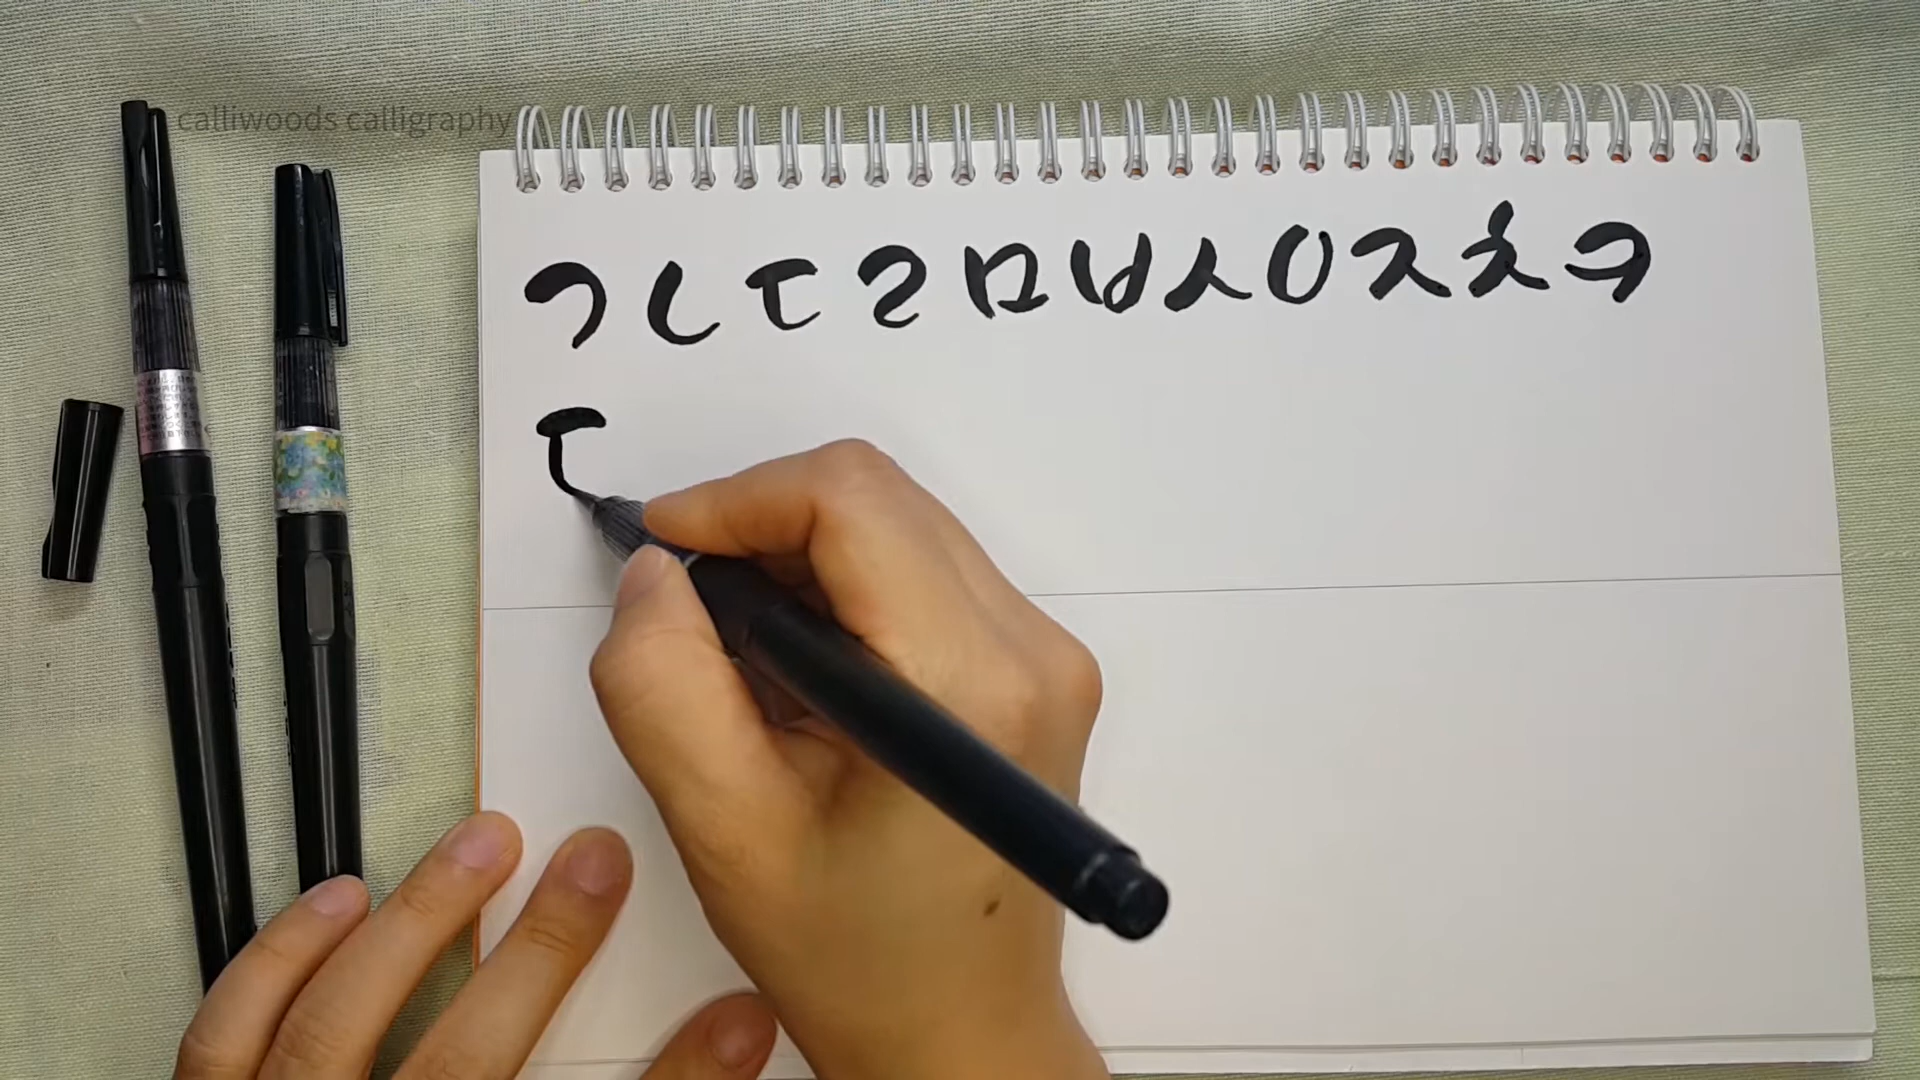 calliwoods calligraphy
ㄱㄴㄷㄹㅁㅂㅅㅇㅈㅊㅋ
ㄷ